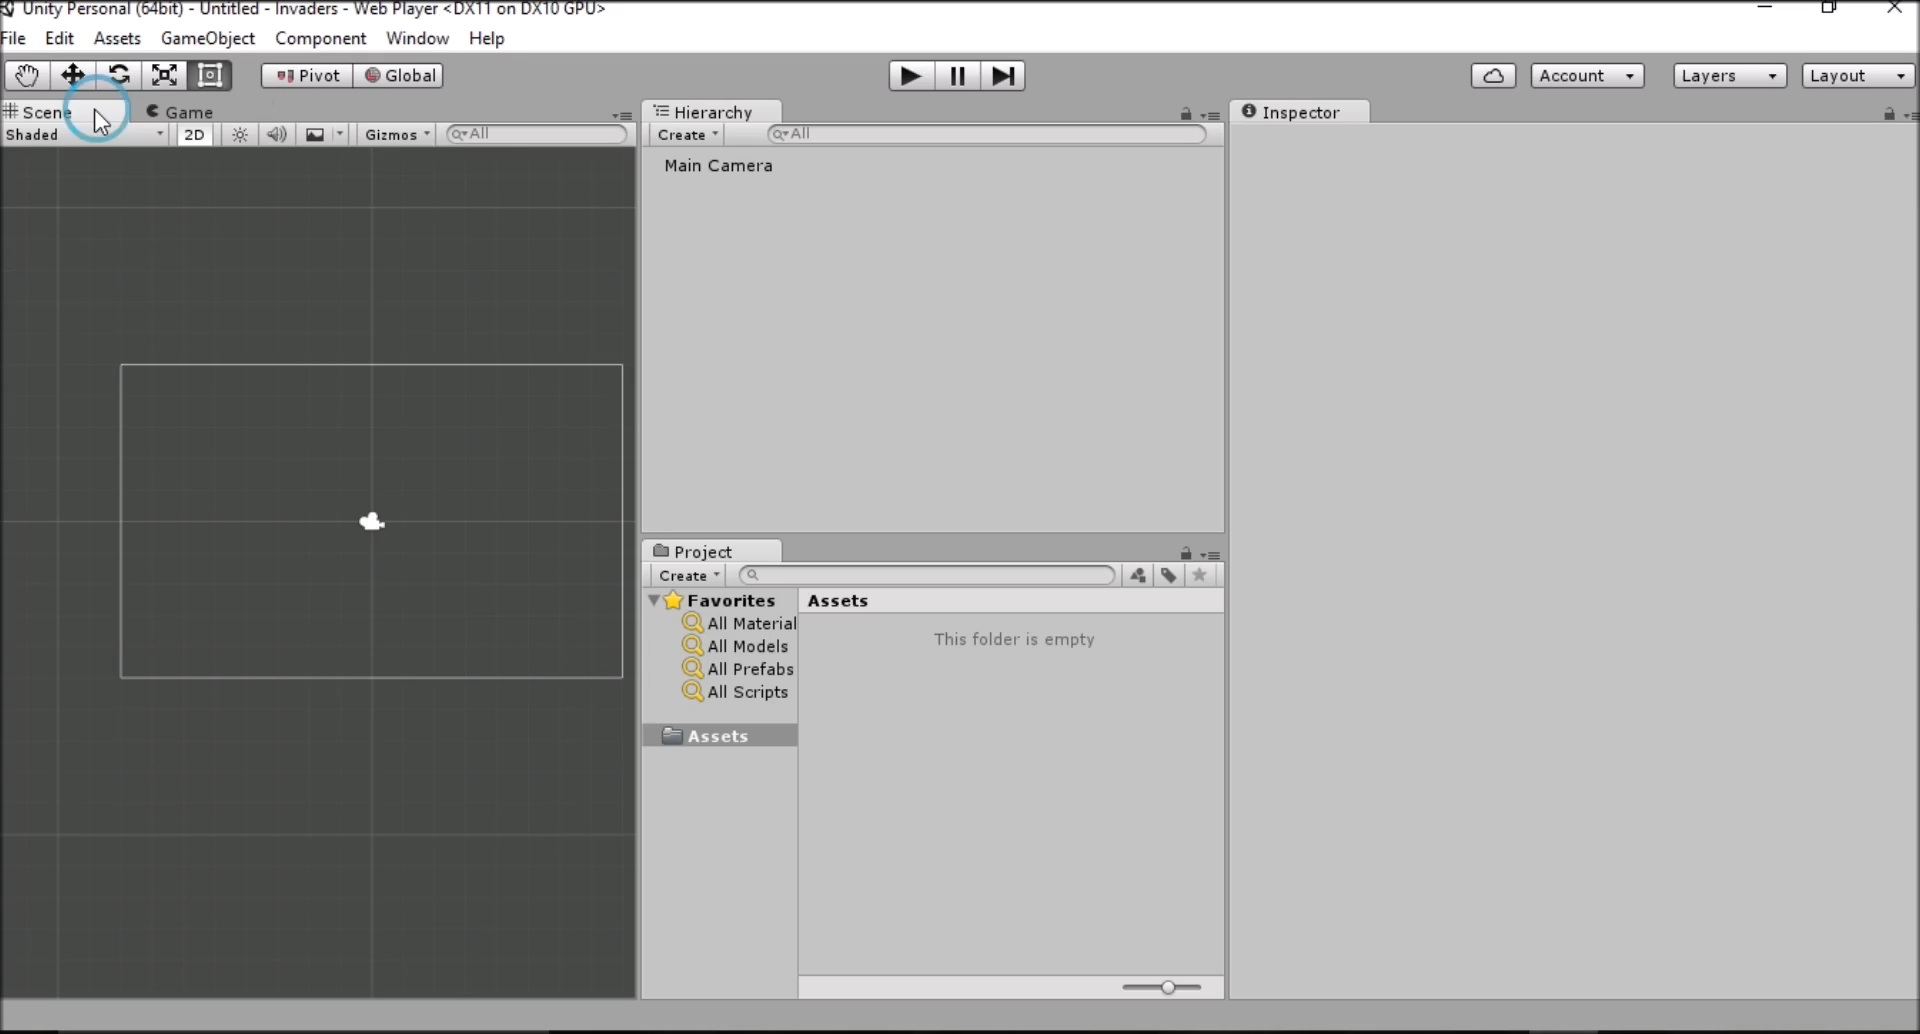 Unity Personal (64bit) - Untitled - Invaders - Web Player <DX11 on DX10 GPU>
File Edit Assets GameObject Component Window Help
Pivot Global Account Layers Layout
Scene Game Hierarchy Inspector
Shaded 2D Gizmos All Create All
Main Camera
Project
Create
Favorites Assets
All Material This folder is empty
All Models
All Prefabs
All Scripts
Assets